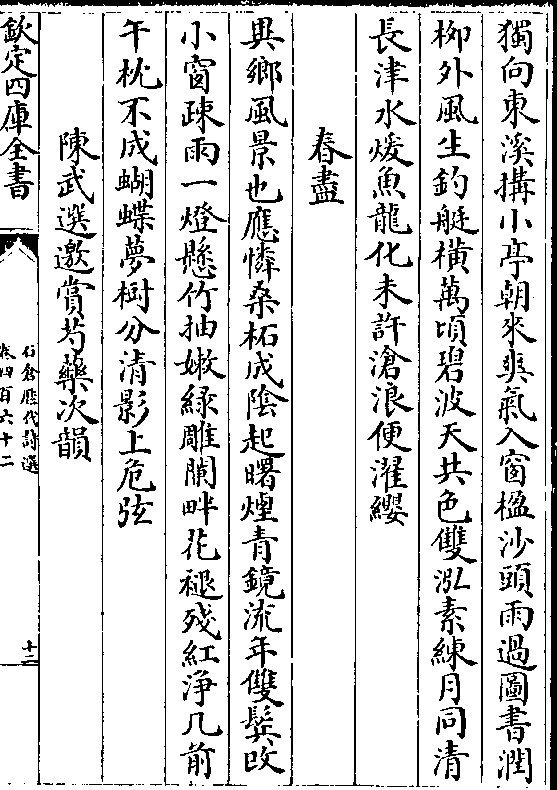 獨向東溪搆小亭朝來爽氣入窗楹沙頭雨過圖書潤
柳外風生釣艇橫萬頃碧波天共色雙泓素練月同清
長津水煖魚龍化未許滄浪便濯纓
春盡
異鄉風景也應憐桑柘成陰起曙煙青鏡流年雙鬂改
小窗疎雨一燈懸竹抽嫩綠雕闌畔花褪殘紅淨几前
午枕不成蝴蝶夢樹分清影上危弦
陳武選邀賞芍藥次韻
欽定四庫全書
石倉歷代詩選
卷四百六十二
十二